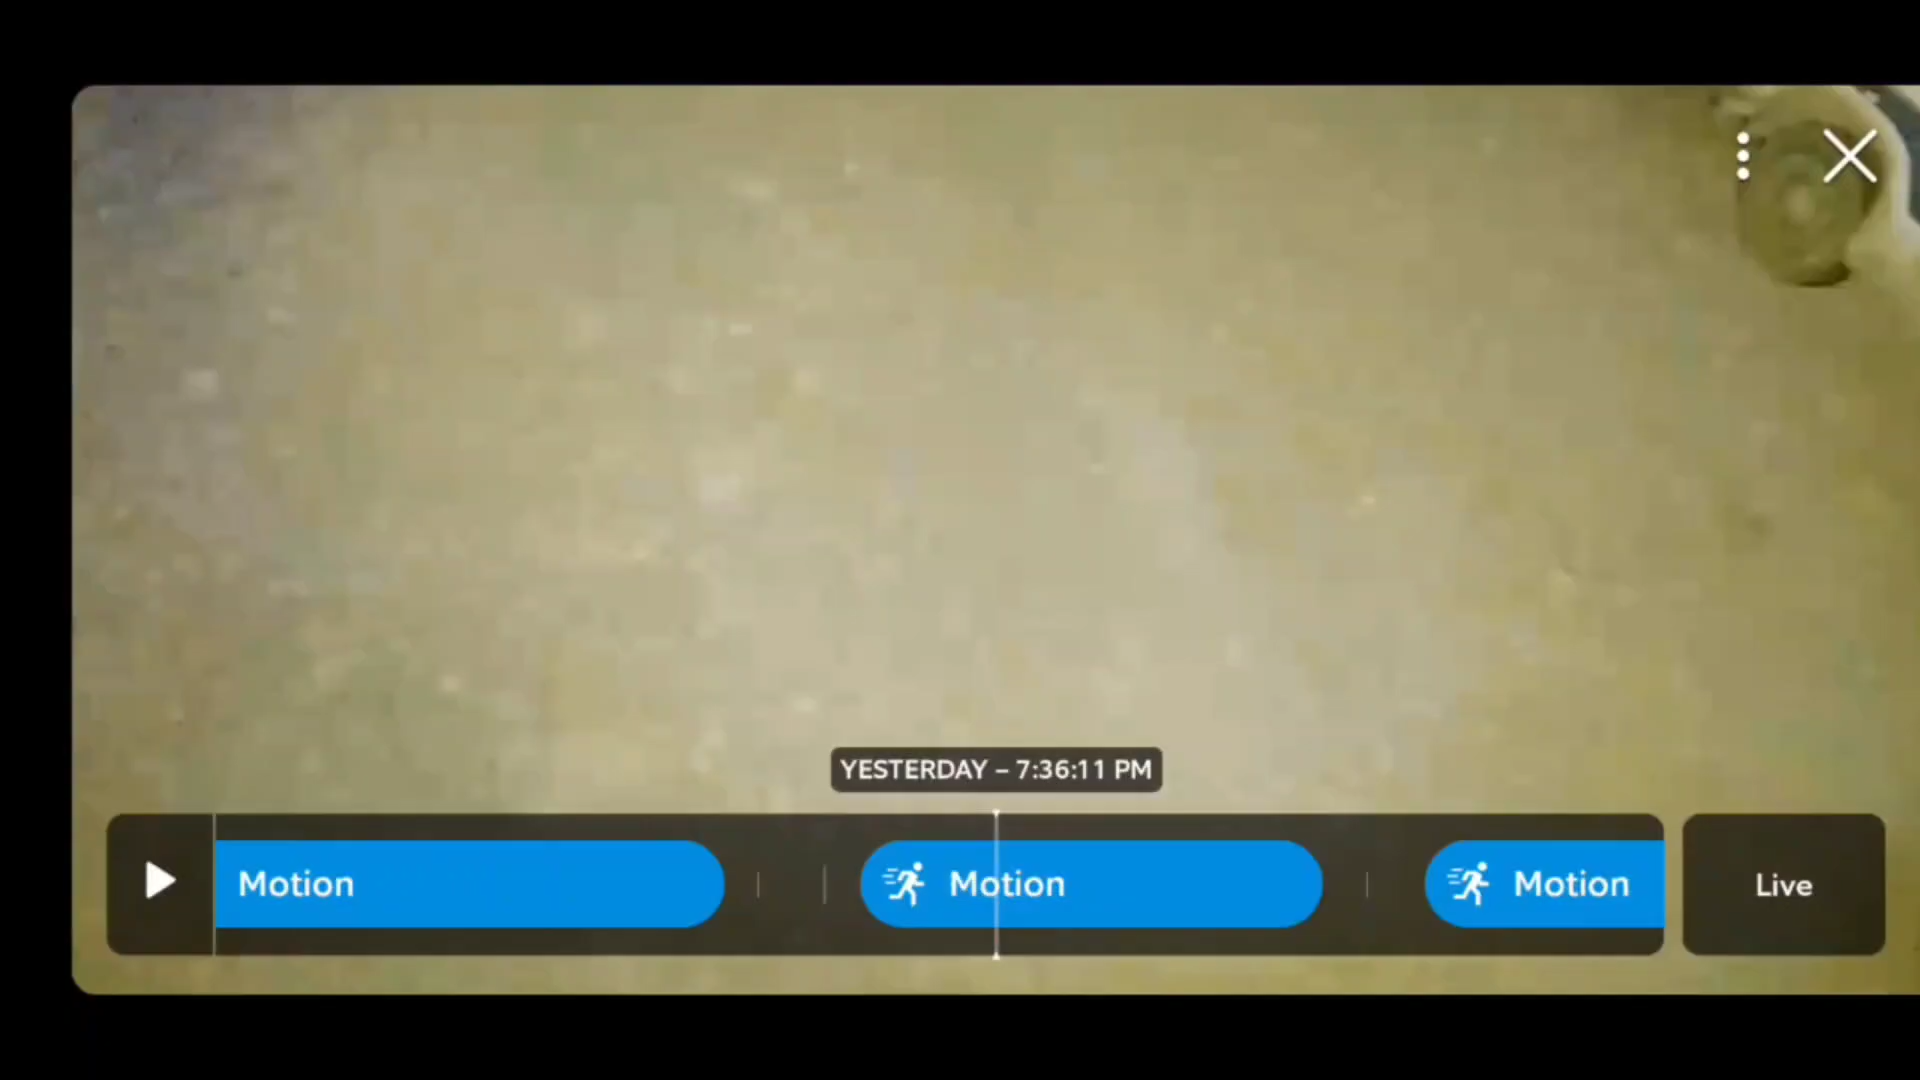 YESTERDAY – 7:36:11 PM
Motion
Motion
Motion
Live